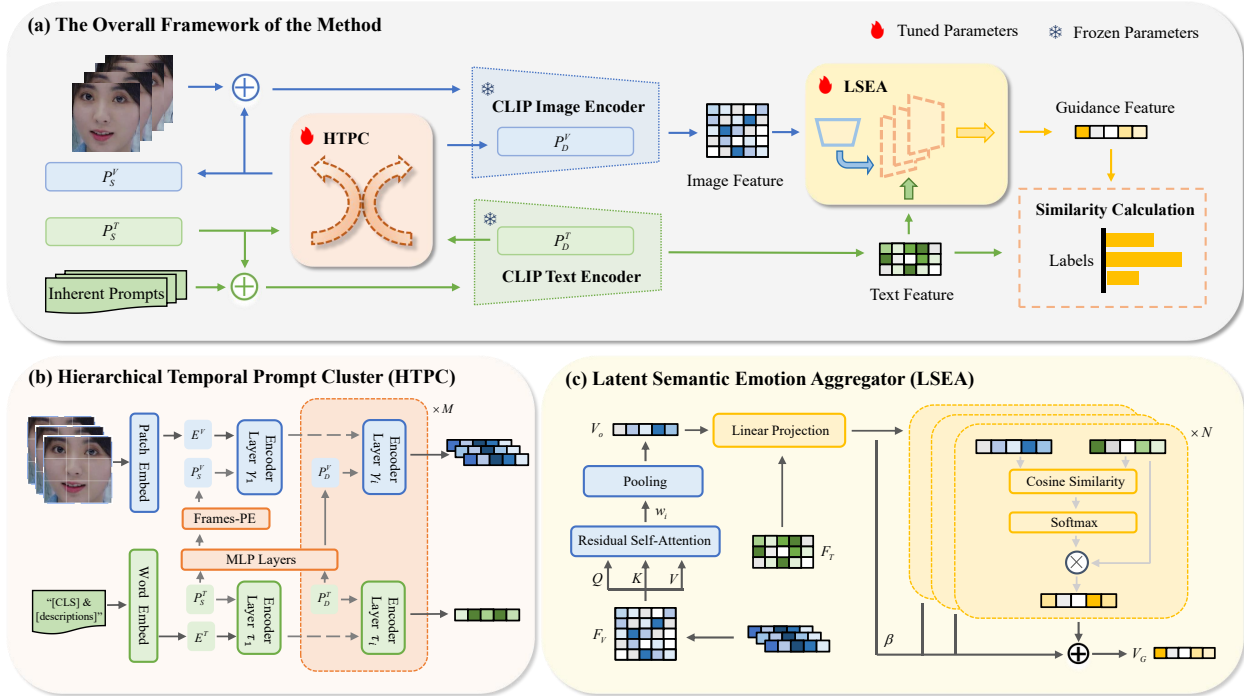 (a) The Overall Framework of the Method
Tuned Parameters
Frozen Parameters
CLIP Image Encoder
P_D^V
HTPC
LSEA
Guidance Feature
P_S^V
Image Feature
P_S^T
P_D^T
CLIP Text Encoder
Similarity Calculation
Labels
Inherent Prompts
Text Feature
(b) Hierarchical Temporal Prompt Cluster (HTPC)
× M
Patch Embed
E^V
Encoder
Layer γ_1
Encoder
Layer γ_i
P_S^V
P_D^V
Frames-PE
MLP Layers
Word Embed
"[CLS] &
[descriptions]"
P_S^T
P_D^T
Encoder
Layer τ_1
Encoder
Layer τ_i
E^T
(c) Latent Semantic Emotion Aggregator (LSEA)
V_o
Linear Projection
× N
Pooling
Cosine Similarity
w_i
Softmax
Residual Self-Attention
F_T
Q
K
V
F_V
β
V_G